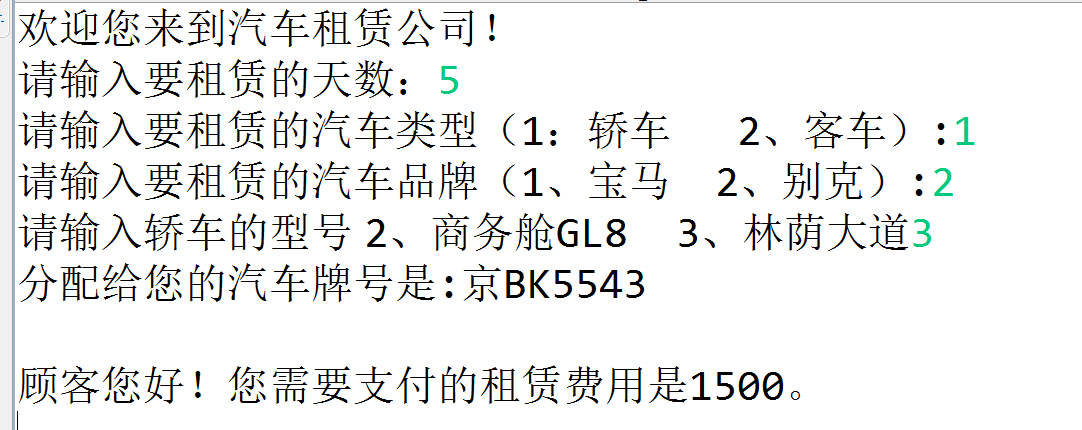 欢迎您来到汽车租赁公司！
请输入要租赁的天数：5
请输入要租赁的汽车类型（1：轿车   2、客车）:1
请输入要租赁的汽车品牌（1、宝马  2、别克）:2
请输入轿车的型号 2、商务舱GL8  3、林荫大道3
分配给您的汽车牌号是:京BK5543
顾客您好！您需要支付的租赁费用是1500。